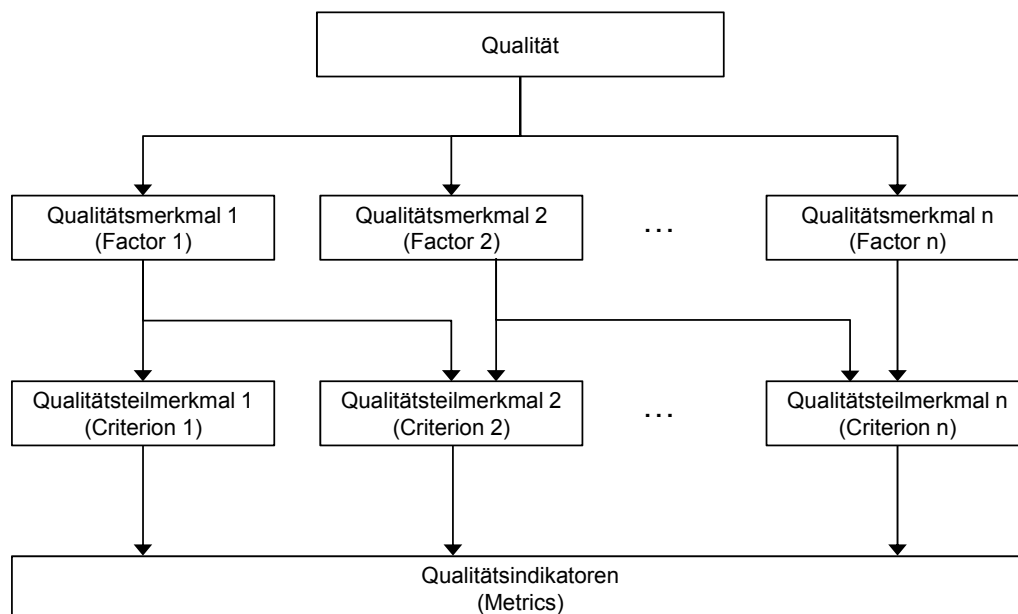 Qualität
Qualitätsmerkmal 1
(Factor 1)
Qualitätsmerkmal 2
(Factor 2)
...
Qualitätsmerkmal n
(Factor n)
Qualitätsteilmerkmal 1
(Criterion 1)
Qualitätsteilmerkmal 2
(Criterion 2)
...
Qualitätsteilmerkmal n
(Criterion n)
Qualitätsindikatoren
(Metrics)